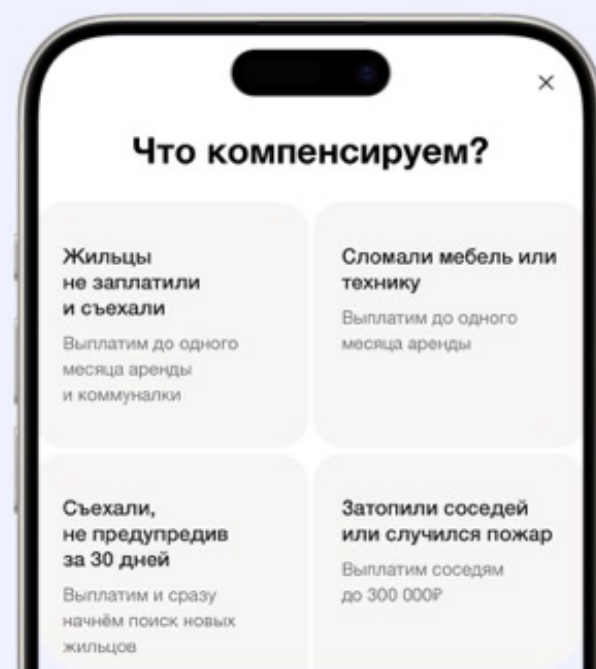 Что компенсируем?
Жильцы
не заплатили
и съехали
Выплатим до одного
месяца аренды
и коммуналки
Сломали мебель или
технику
Выплатим до одного
месяца аренды
Съехали,
не предупредив
за 30 дней
Выплатим и сразу
начнём поиск новых
жильцов
Затопили соседей
или случился пожар
Выплатим соседям
до 300 000₽